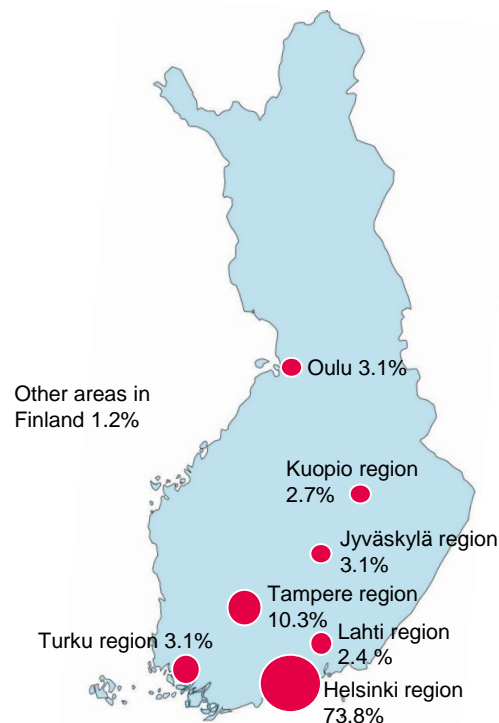 Oulu 3.1%
Other areas in
Finland 1.2%
Kuopio region
2.7%
Jyväskylä region
3.1%
Tampere region
10.3%
Turku region 3.1%
Lahti region
2.4 %
Helsinki region
73.8%